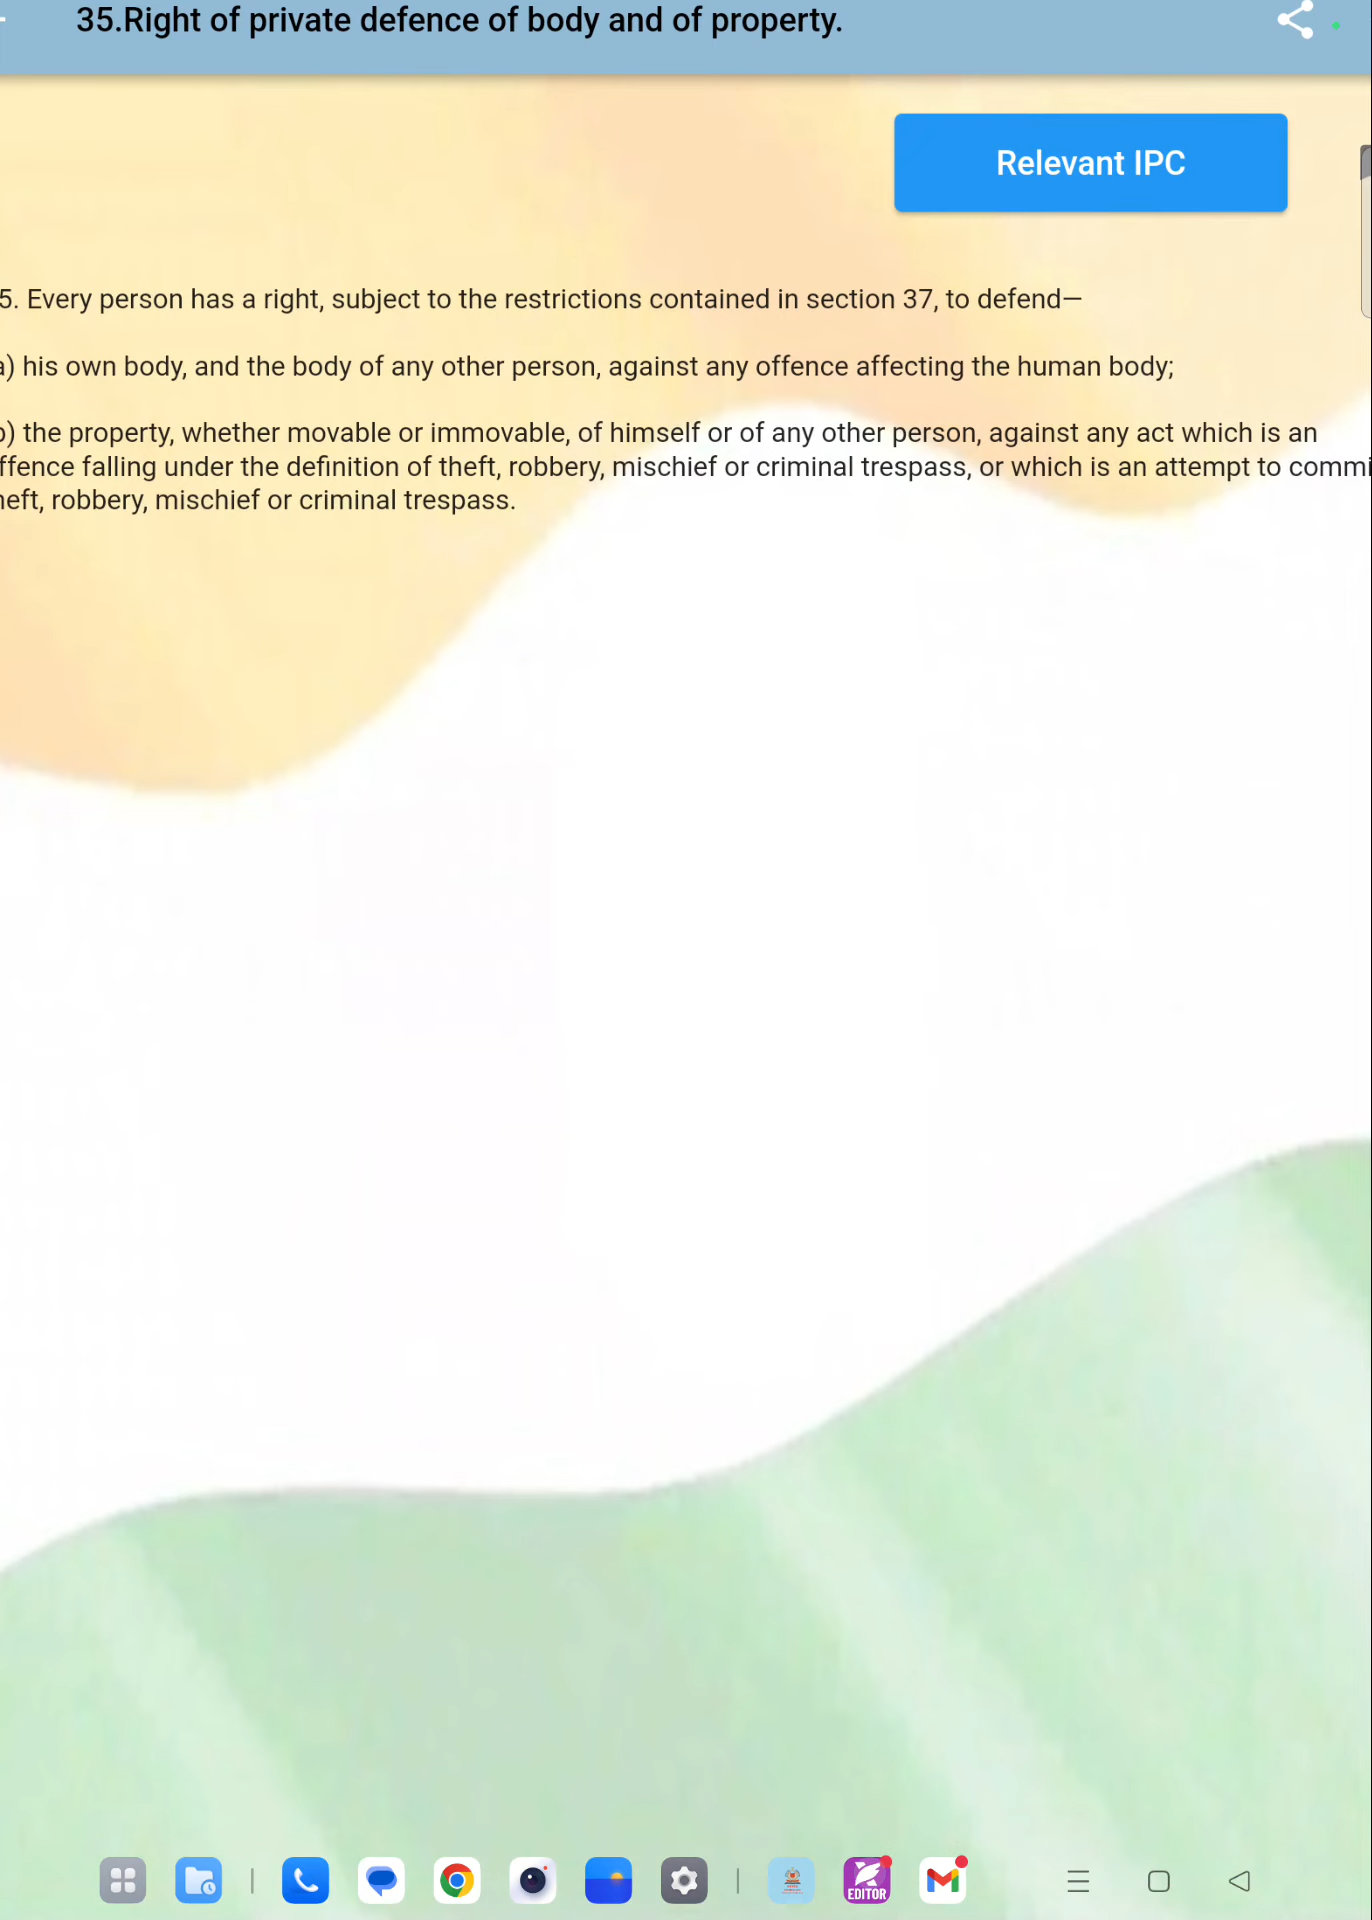 35.Right of private defence of body and of property.
Relevant IPC
5. Every person has a right, subject to the restrictions contained in section 37, to defend—
a) his own body, and the body of any other person, against any offence affecting the human body;
b) the property, whether movable or immovable, of himself or of any other person, against any act which is an
ffence falling under the definition of theft, robbery, mischief or criminal trespass, or which is an attempt to commi
heft, robbery, mischief or criminal trespass.
EDITOR